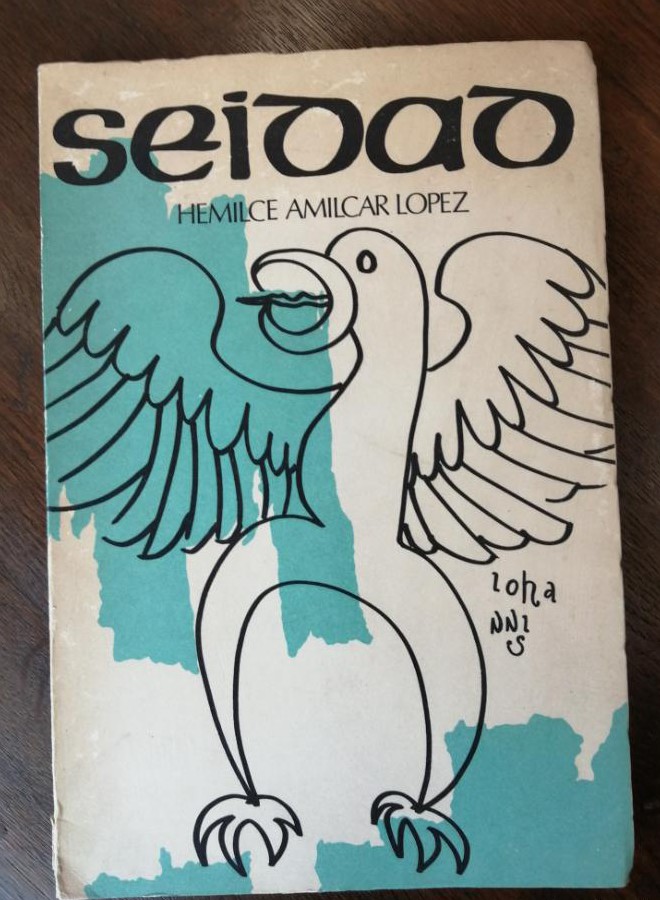 seidad
HEMILCE AMILCAR LOPEZ
ioha
NNIS